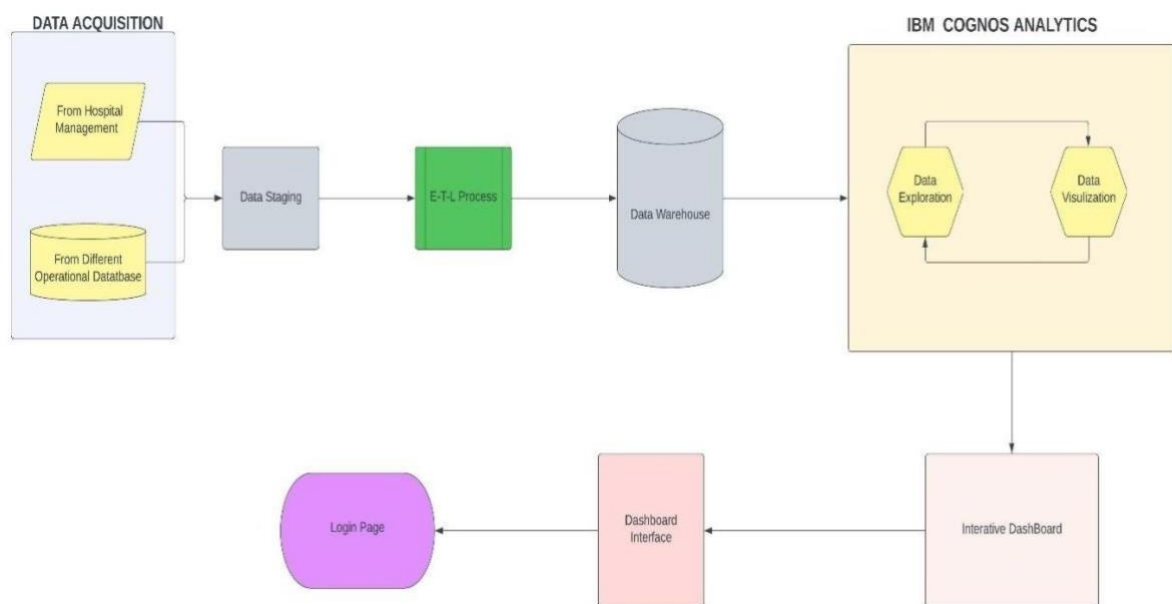 DATA ACQUISITION
IBM COGNOS ANALYTICS
From Hospital
Management
From Different
Operational Datatbase
Data Staging
E-T-L Process
Data Warehouse
Data
Exploration
Data
Visulization
Login Page
Dashboard
Interface
Interative DashBoard